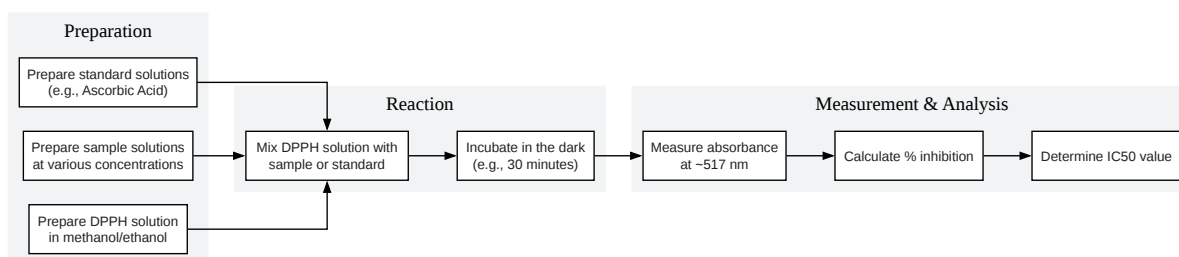 Preparation
Prepare standard solutions
(e.g., Ascorbic Acid)
Prepare sample solutions
at various concentrations
Prepare DPPH solution
in methanol/ethanol
Reaction
Mix DPPH solution with
sample or standard
Incubate in the dark
(e.g., 30 minutes)
Measurement & Analysis
Measure absorbance
at ~517 nm
Calculate % inhibition
Determine IC50 value